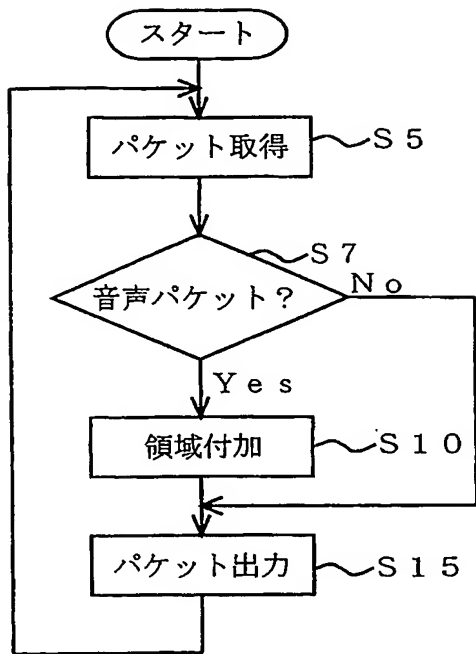 スタート
パケット取得
S5
S7
音声パケット?
No
Yes
領域付加
S10
パケット出力
S15